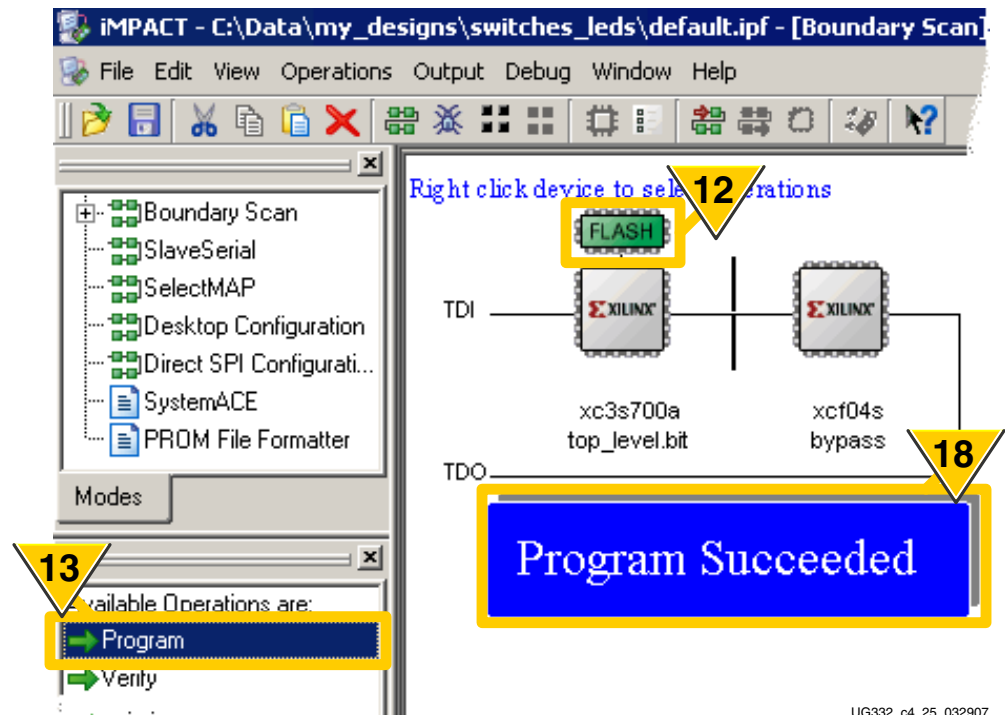 iMPACT - C:\Data\my_designs\switches_leds\default.ipf - [Boundary Scan]
File Edit View Operations Output Debug Window Help
Right click device to sele
12
erations
Boundary Scan
SlaveSerial
SelectMAP
Desktop Configuration
Direct SPI Configurati...
SystemACE
PROM File Formatter
Modes
FLASH
TDI
XILINX
XILINX
xc3s700a
top_level.bit
xcf04s
bypass
TDO
18
Program Succeeded
13
vailable Operations are:
Program
Verify
UG332_c4_25_032907